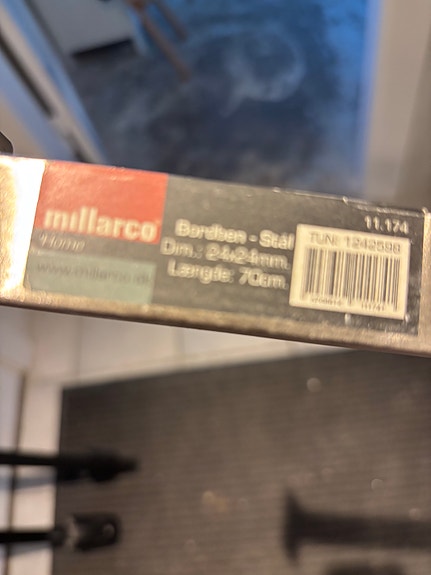 millarco
Home
www.millarco.dk
Bordben - Stål
Dim.: 24x24mm.
Længde: 70cm.
11.174
TUN: 1242598